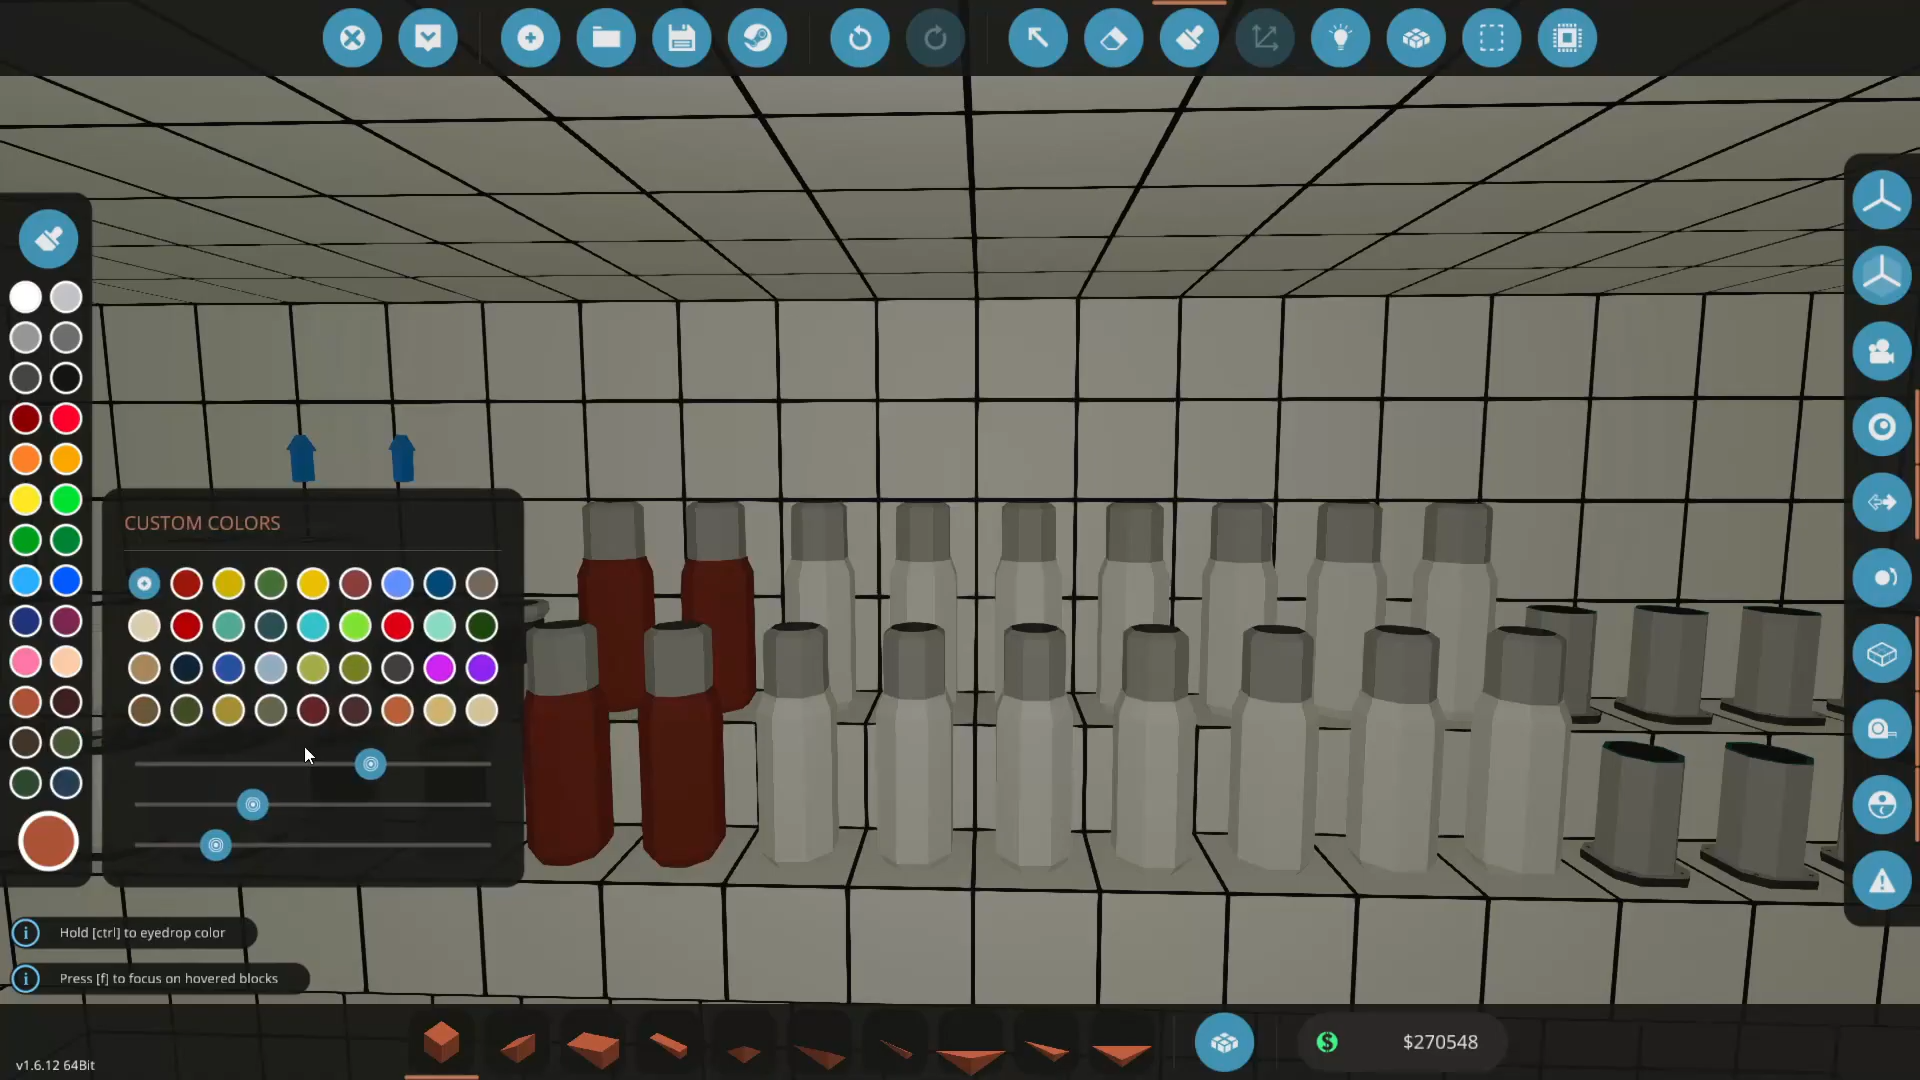 CUSTOM COLORS
Hold [ctrl] to eyedrop color
Press [f] to focus on hovered blocks
$270548
v1.6.12 64Bit